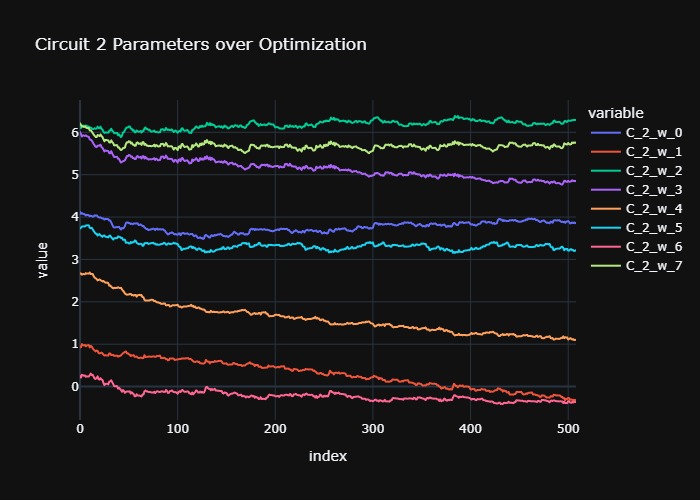 Circuit 2 Parameters over Optimization
variable
C_2_w_0
C_2_w_1
C_2_w_2
C_2_w_3
C_2_w_4
C_2_w_5
C_2_w_6
C_2_w_7
value
6
5
4
3
2
1
0
0 100 200 300 400 500
index